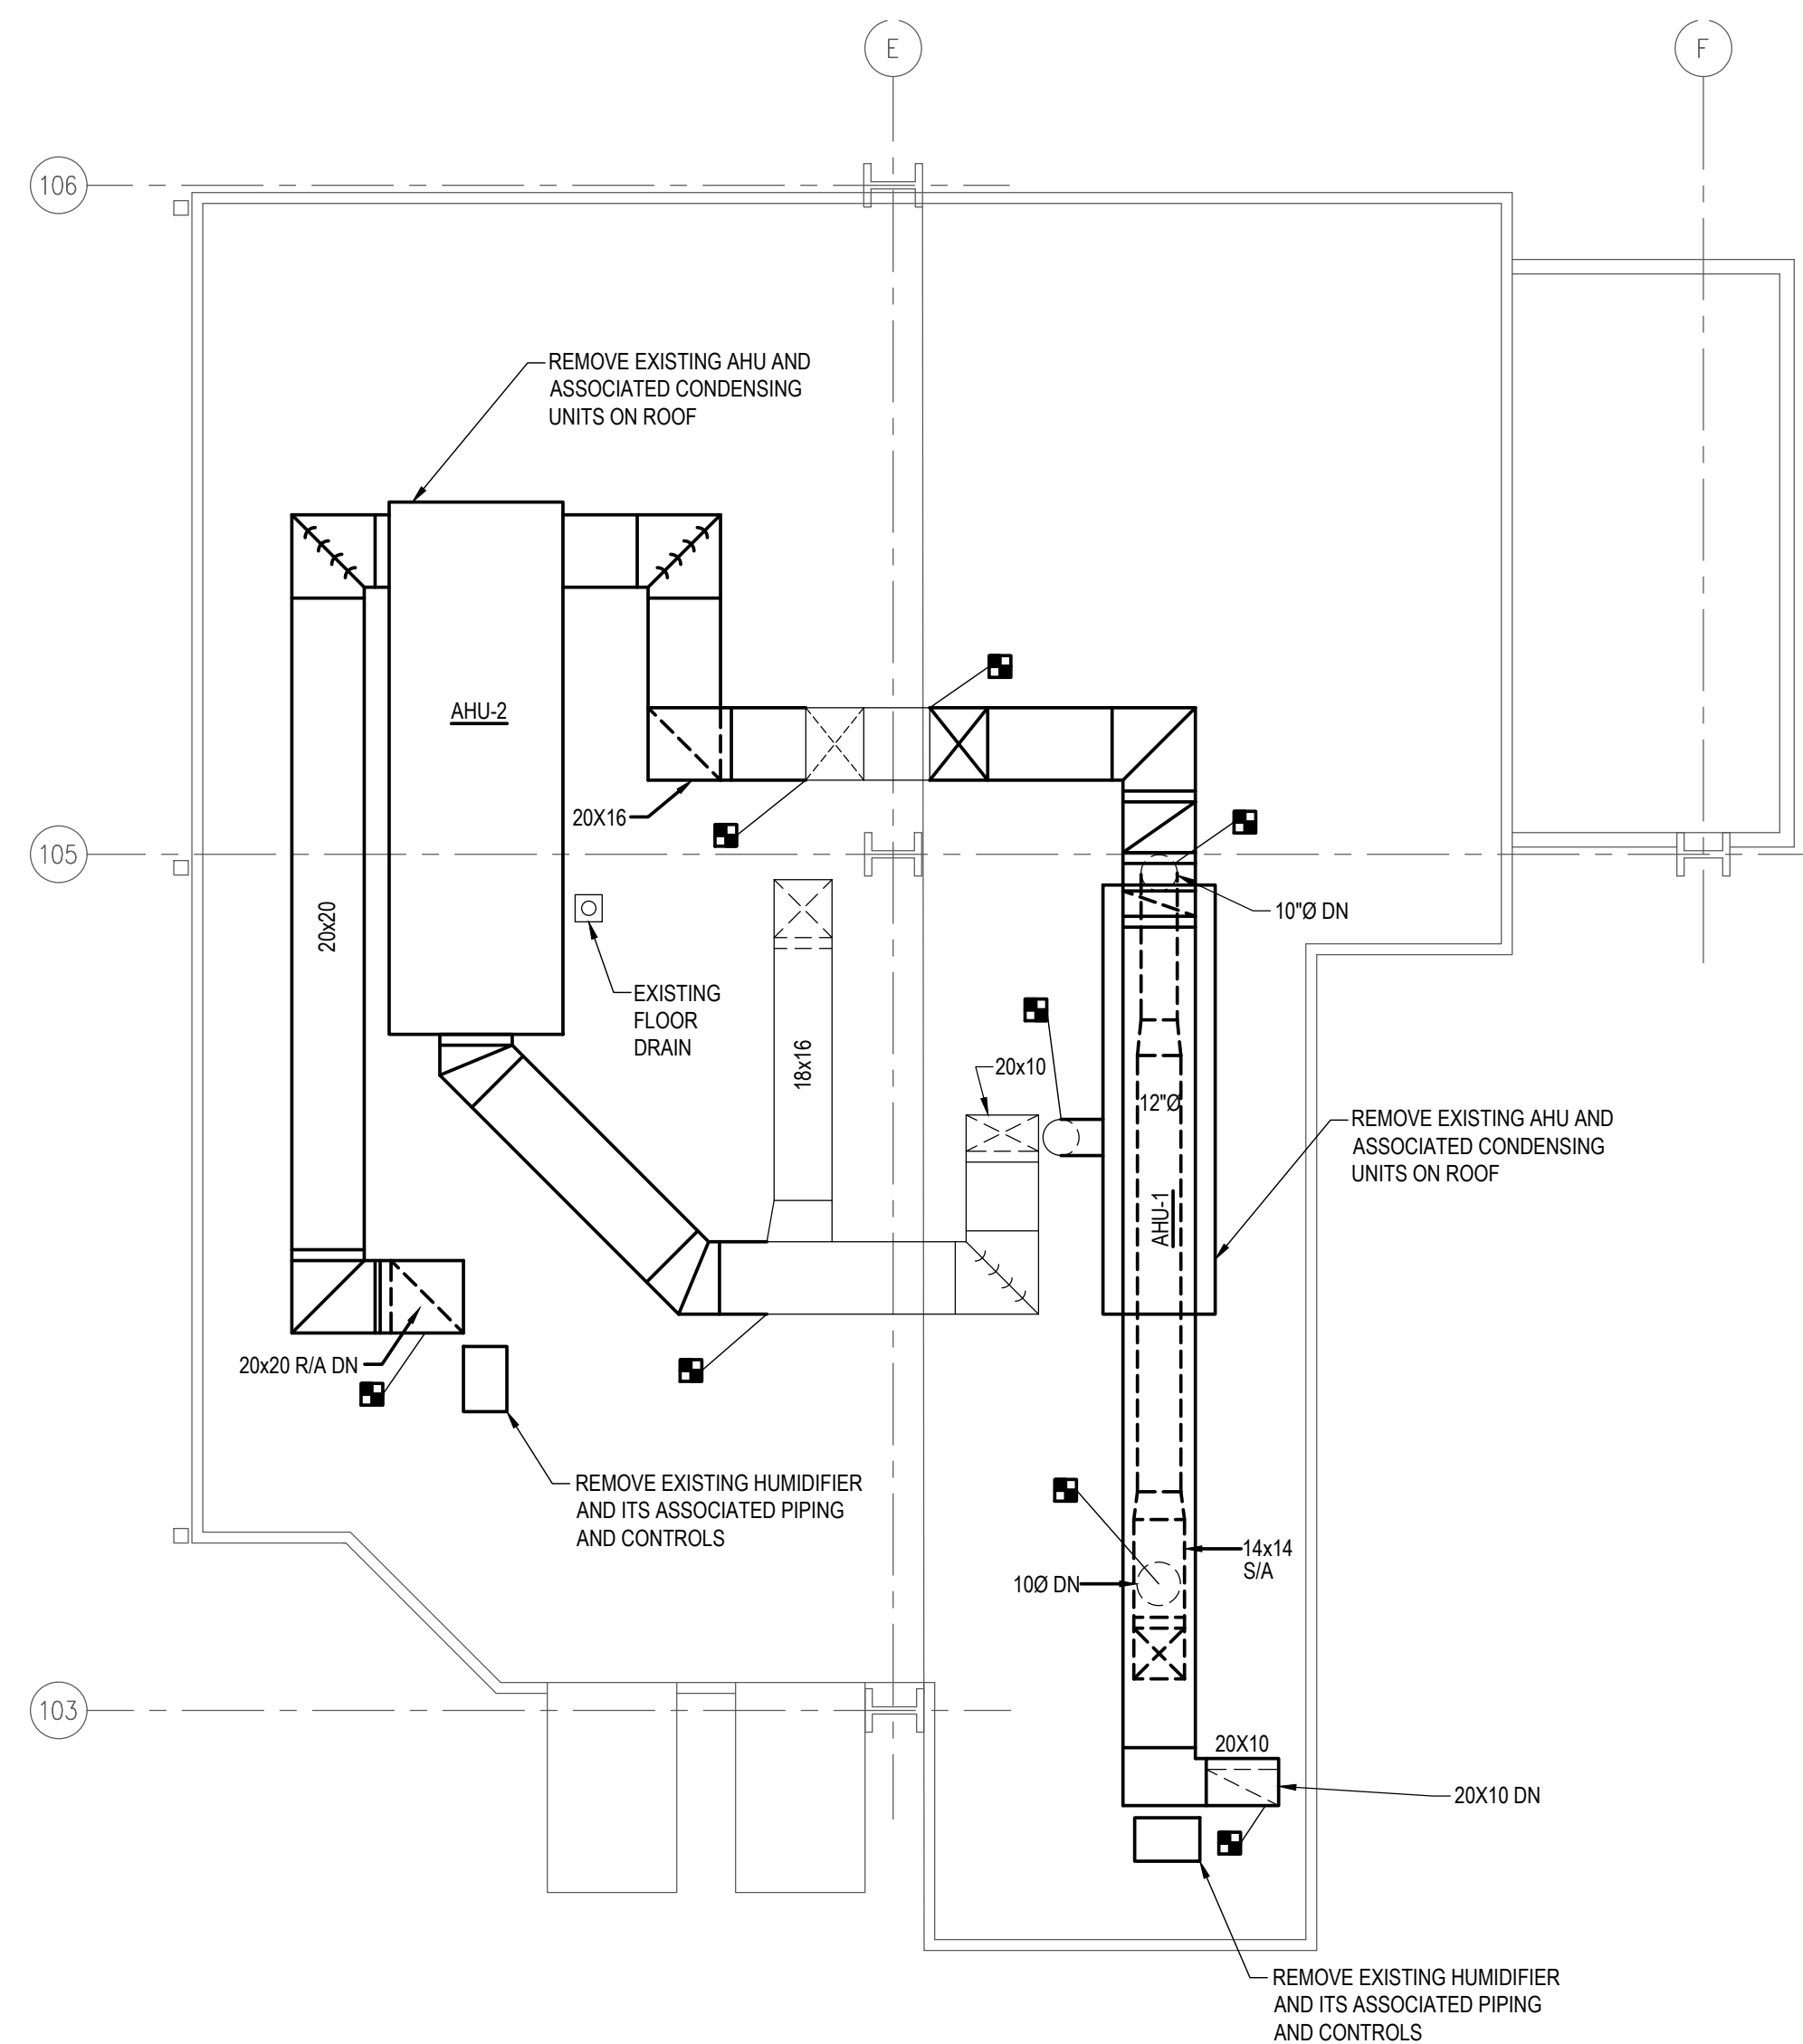 E
F
106
REMOVE EXISTING AHU AND
ASSOCIATED CONDENSING
UNITS ON ROOF
AHU-2
20X16
105
20x20
10"Ø DN
EXISTING
FLOOR
DRAIN
18x16
20x10
12"Ø
REMOVE EXISTING AHU AND
ASSOCIATED CONDENSING
UNITS ON ROOF
AHU-1
20x20 R/A DN
REMOVE EXISTING HUMIDIFIER
AND ITS ASSOCIATED PIPING
AND CONTROLS
14x14
S/A
10Ø DN
103
20X10
20X10 DN
REMOVE EXISTING HUMIDIFIER
AND ITS ASSOCIATED PIPING
AND CONTROLS